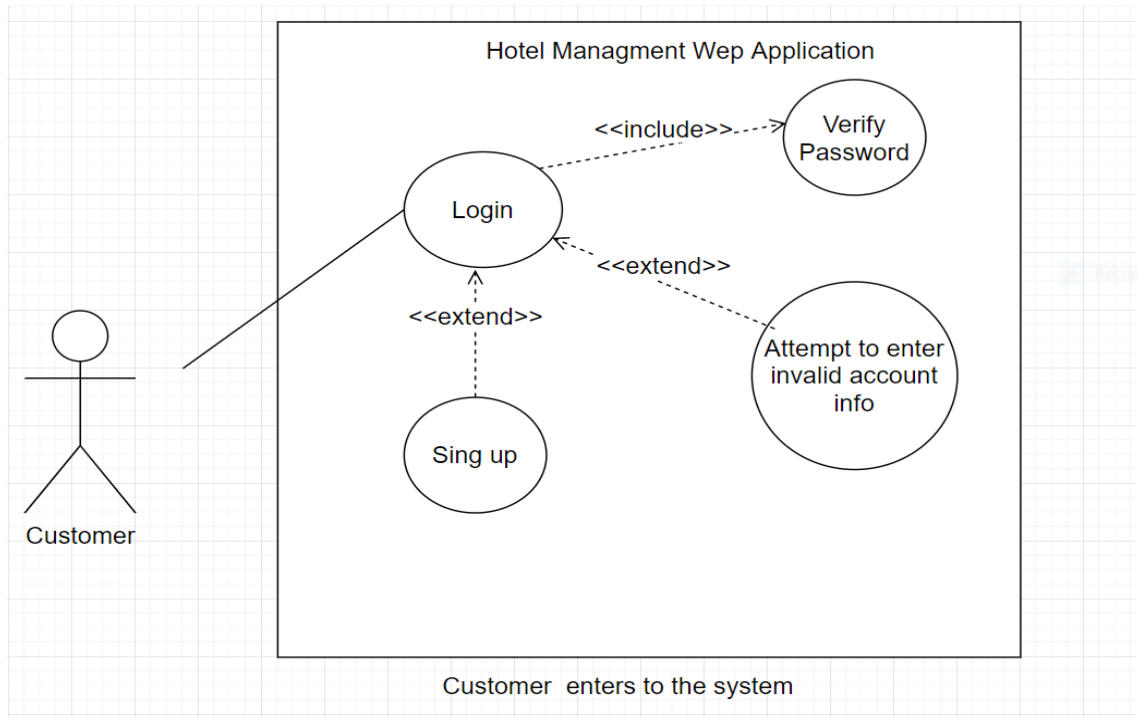 Hotel Managment Wep Application
<<include>>
Verify
Password
Login
<<extend>>
<<extend>>
Attempt to enter
invalid account
info
Sing up
Customer
Customer enters to the system